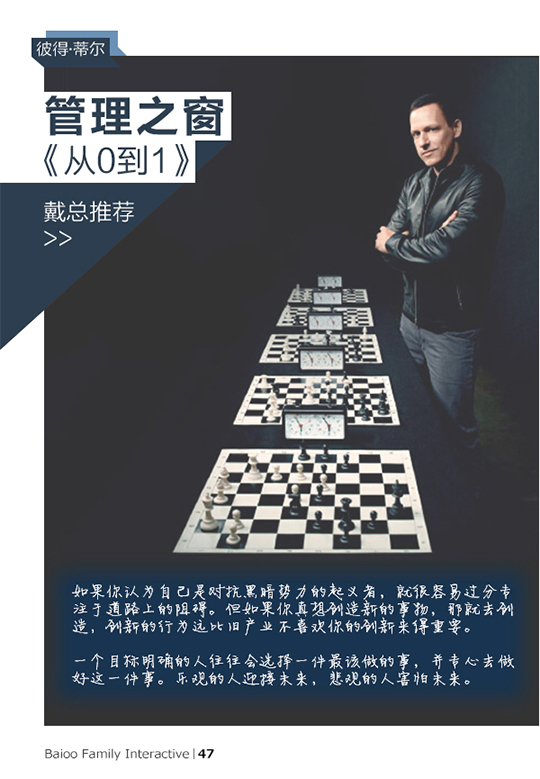 彼得·蒂尔
管理之窗
《从0到1》
戴总推荐
>>
如果你认为自己是对抗黑暗势力的起义者，就很容易过分专
注于道路上的阻碍。但如果你真想创造新的事物，那就去创
造，创新的行为远比旧产业不喜欢你的创新来得重要。
一个目标明确的人往往会选择一件最该做的事，并专心去做
好这一件事。乐观的人迎接未来，悲观的人害怕未来。
Baioo Family Interactive | 47